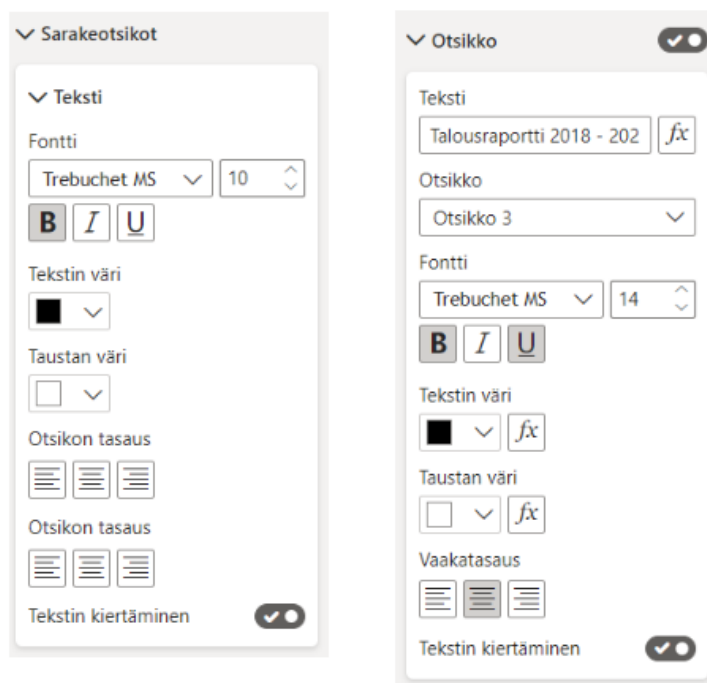 Sarakeotsikot
Teksti
Fontti
Trebuchet MS 10
B I U
Tekstin väri
Taustan väri
Otsikon tasaus
Otsikon tasaus
Tekstin kiertäminen
Otsikko
Teksti
Talousraportti 2018 - 202 fx
Otsikko
Otsikko 3
Fontti
Trebuchet MS 14
B I U
Tekstin väri
fx
Taustan väri
fx
Vaakatasaus
Tekstin kiertäminen